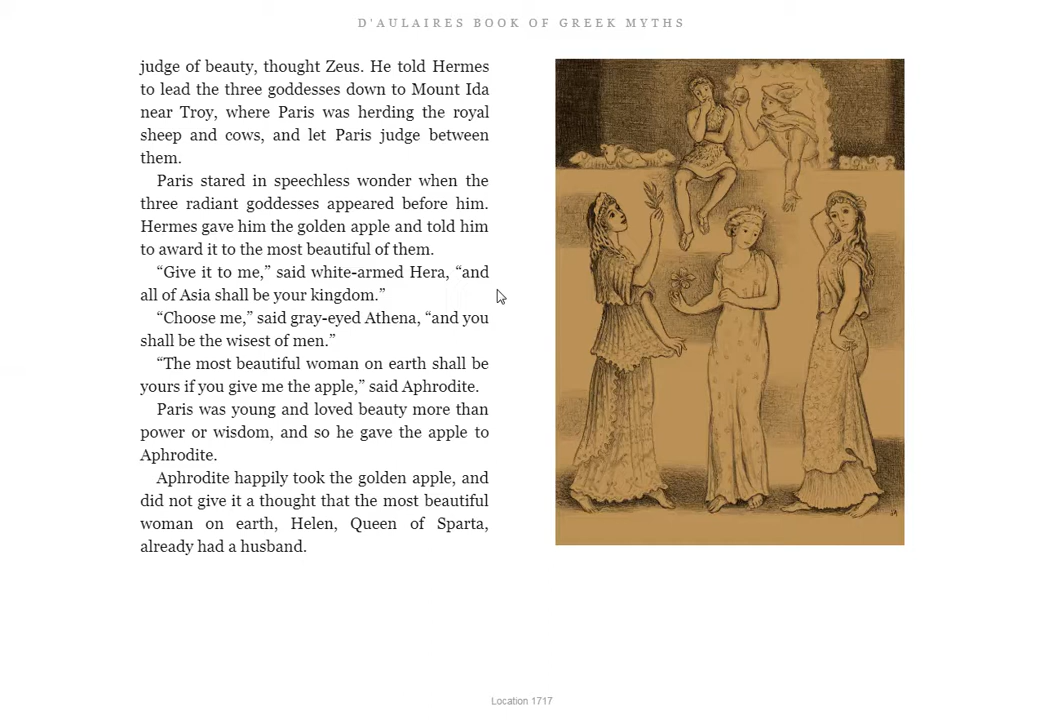 D'AULAIRES BOOK OF GREEK MYTHS
judge of beauty, thought Zeus. He told Hermes
to lead the three goddesses down to Mount Ida
near Troy, where Paris was herding the royal
sheep and cows, and let Paris judge between
them.
Paris stared in speechless wonder when the
three radiant goddesses appeared before him.
Hermes gave him the golden apple and told him
to award it to the most beautiful of them.
“Give it to me,” said white-armed Hera, “and
all of Asia shall be your kingdom.”
“Choose me,” said gray-eyed Athena, “and you
shall be the wisest of men.”
“The most beautiful woman on earth shall be
yours if you give me the apple,” said Aphrodite.
Paris was young and loved beauty more than
power or wisdom, and so he gave the apple to
Aphrodite.
Aphrodite happily took the golden apple, and
did not give it a thought that the most beautiful
woman on earth, Helen, Queen of Sparta,
already had a husband.
Location 1717